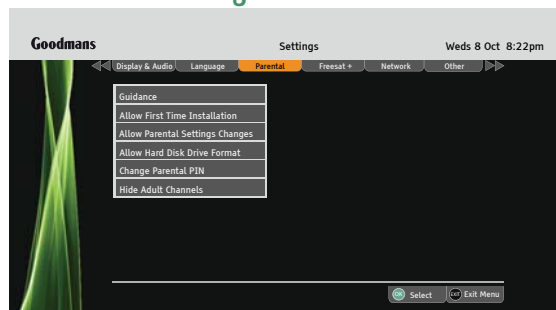 Goodmans Settings Weds 8 Oct 8:22pm
Display & Audio Language Parental Freesat + Network Other
Guidance
Allow First Time Installation
Allow Parental Settings Changes
Allow Hard Disk Drive Format
Change Parental PIN
Hide Adult Channels
OK Select EXIT Exit Menu